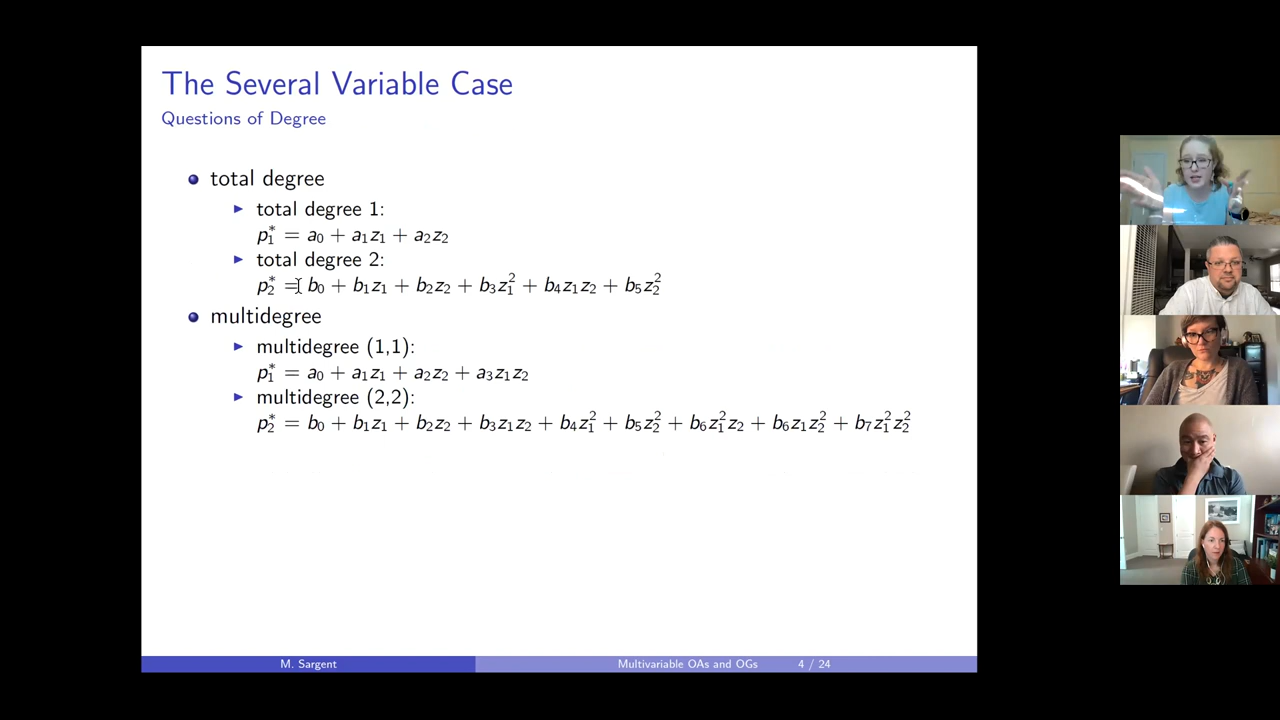 The Several Variable Case
Questions of Degree
total degree
total degree 1:
p₁* = a₀ + a₁z₁ + a₂z₂
total degree 2:
p₂* = b₀ + b₁z₁ + b₂z₂ + b₃z₁² + b₄z₁z₂ + b₅z₂²
multidegree
multidegree (1,1):
p₁* = a₀ + a₁z₁ + a₂z₂ + a₃z₁z₂
multidegree (2,2):
p₂* = b₀ + b₁z₁ + b₂z₂ + b₃z₁z₂ + b₄z₁² + b₅z₂² + b₆z₁²z₂ + b₆z₁z₂² + b₇z₁²z₂²
M. Sargent Multivariable OAs and OGs 4 / 24